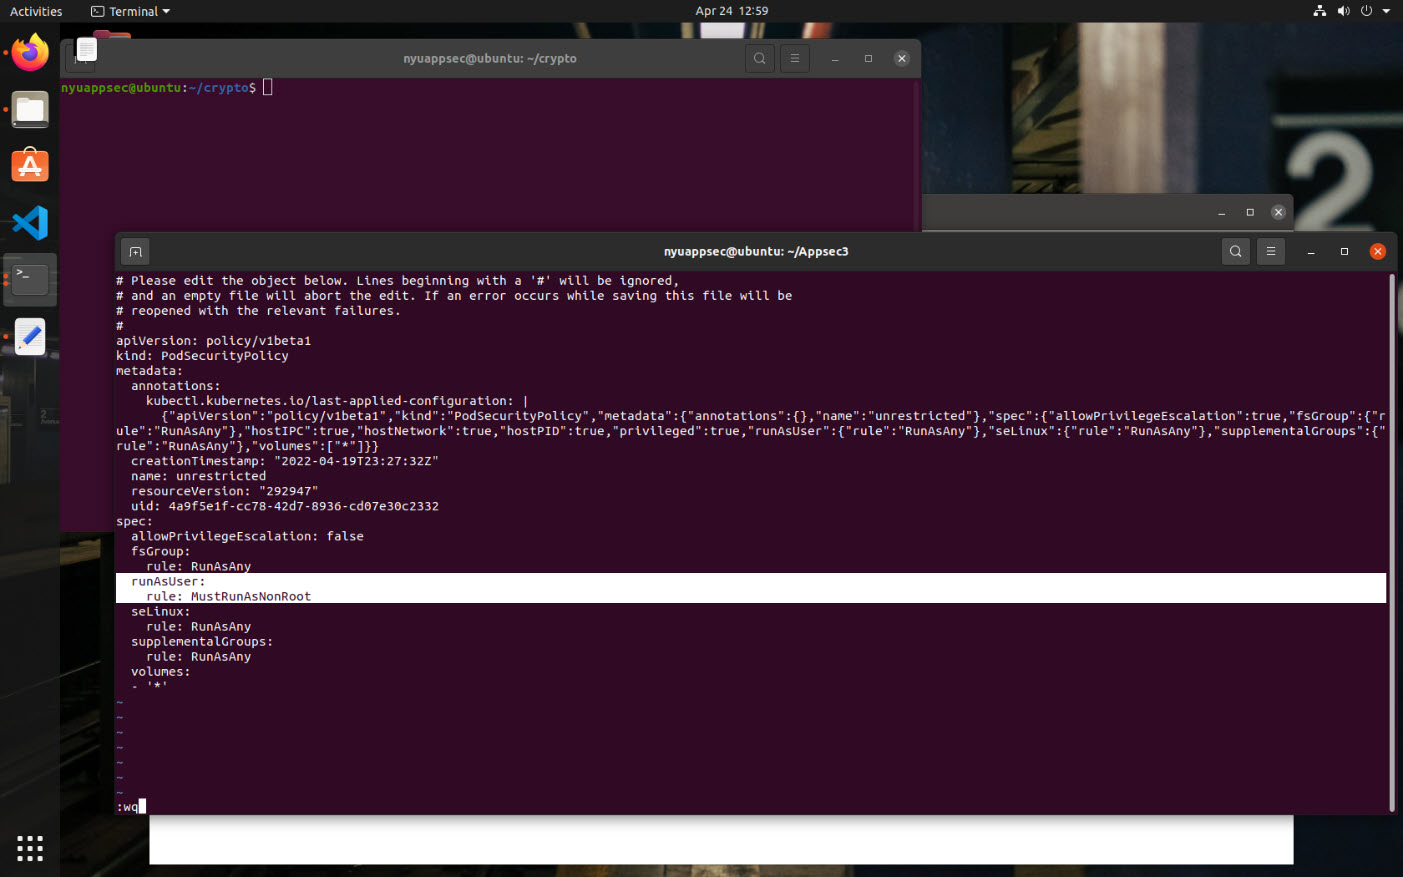 Activities
Terminal
Apr 24 12:59
nyuappsec@ubuntu: ~/crypto
nyuappsec@ubuntu:~/crypto$
2
nyuappsec@ubuntu: ~/Appsec3
# Please edit the object below. Lines beginning with a '#' will be ignored,
# and an empty file will abort the edit. If an error occurs while saving this file will be
# reopened with the relevant failures.
#
apiVersion: policy/v1beta1
kind: PodSecurityPolicy
metadata:
  annotations:
    kubectl.kubernetes.io/last-applied-configuration: |
      {"apiVersion":"policy/v1beta1","kind":"PodSecurityPolicy","metadata":{"annotations":{},"name":"unrestricted"},"spec":{"allowPrivilegeEscalation":true,"fsGroup":{"r
ule":"RunAsAny"},"hostIPC":true,"hostNetwork":true,"hostPID":true,"privileged":true,"runAsUser":{"rule":"RunAsAny"},"seLinux":{"rule":"RunAsAny"},"supplementalGroups":{"
rule":"RunAsAny"},"volumes":["*"]}}
  creationTimestamp: "2022-04-19T23:27:32Z"
  name: unrestricted
  resourceVersion: "292947"
  uid: 4a9f5e1f-cc78-42d7-8936-cd07e30c2332
spec:
  allowPrivilegeEscalation: false
  fsGroup:
    rule: RunAsAny
  runAsUser:
    rule: MustRunAsNonRoot
  seLinux:
    rule: RunAsAny
  supplementalGroups:
    rule: RunAsAny
  volumes:
  - '*'
~
~
~
~
~
~
~
:wq